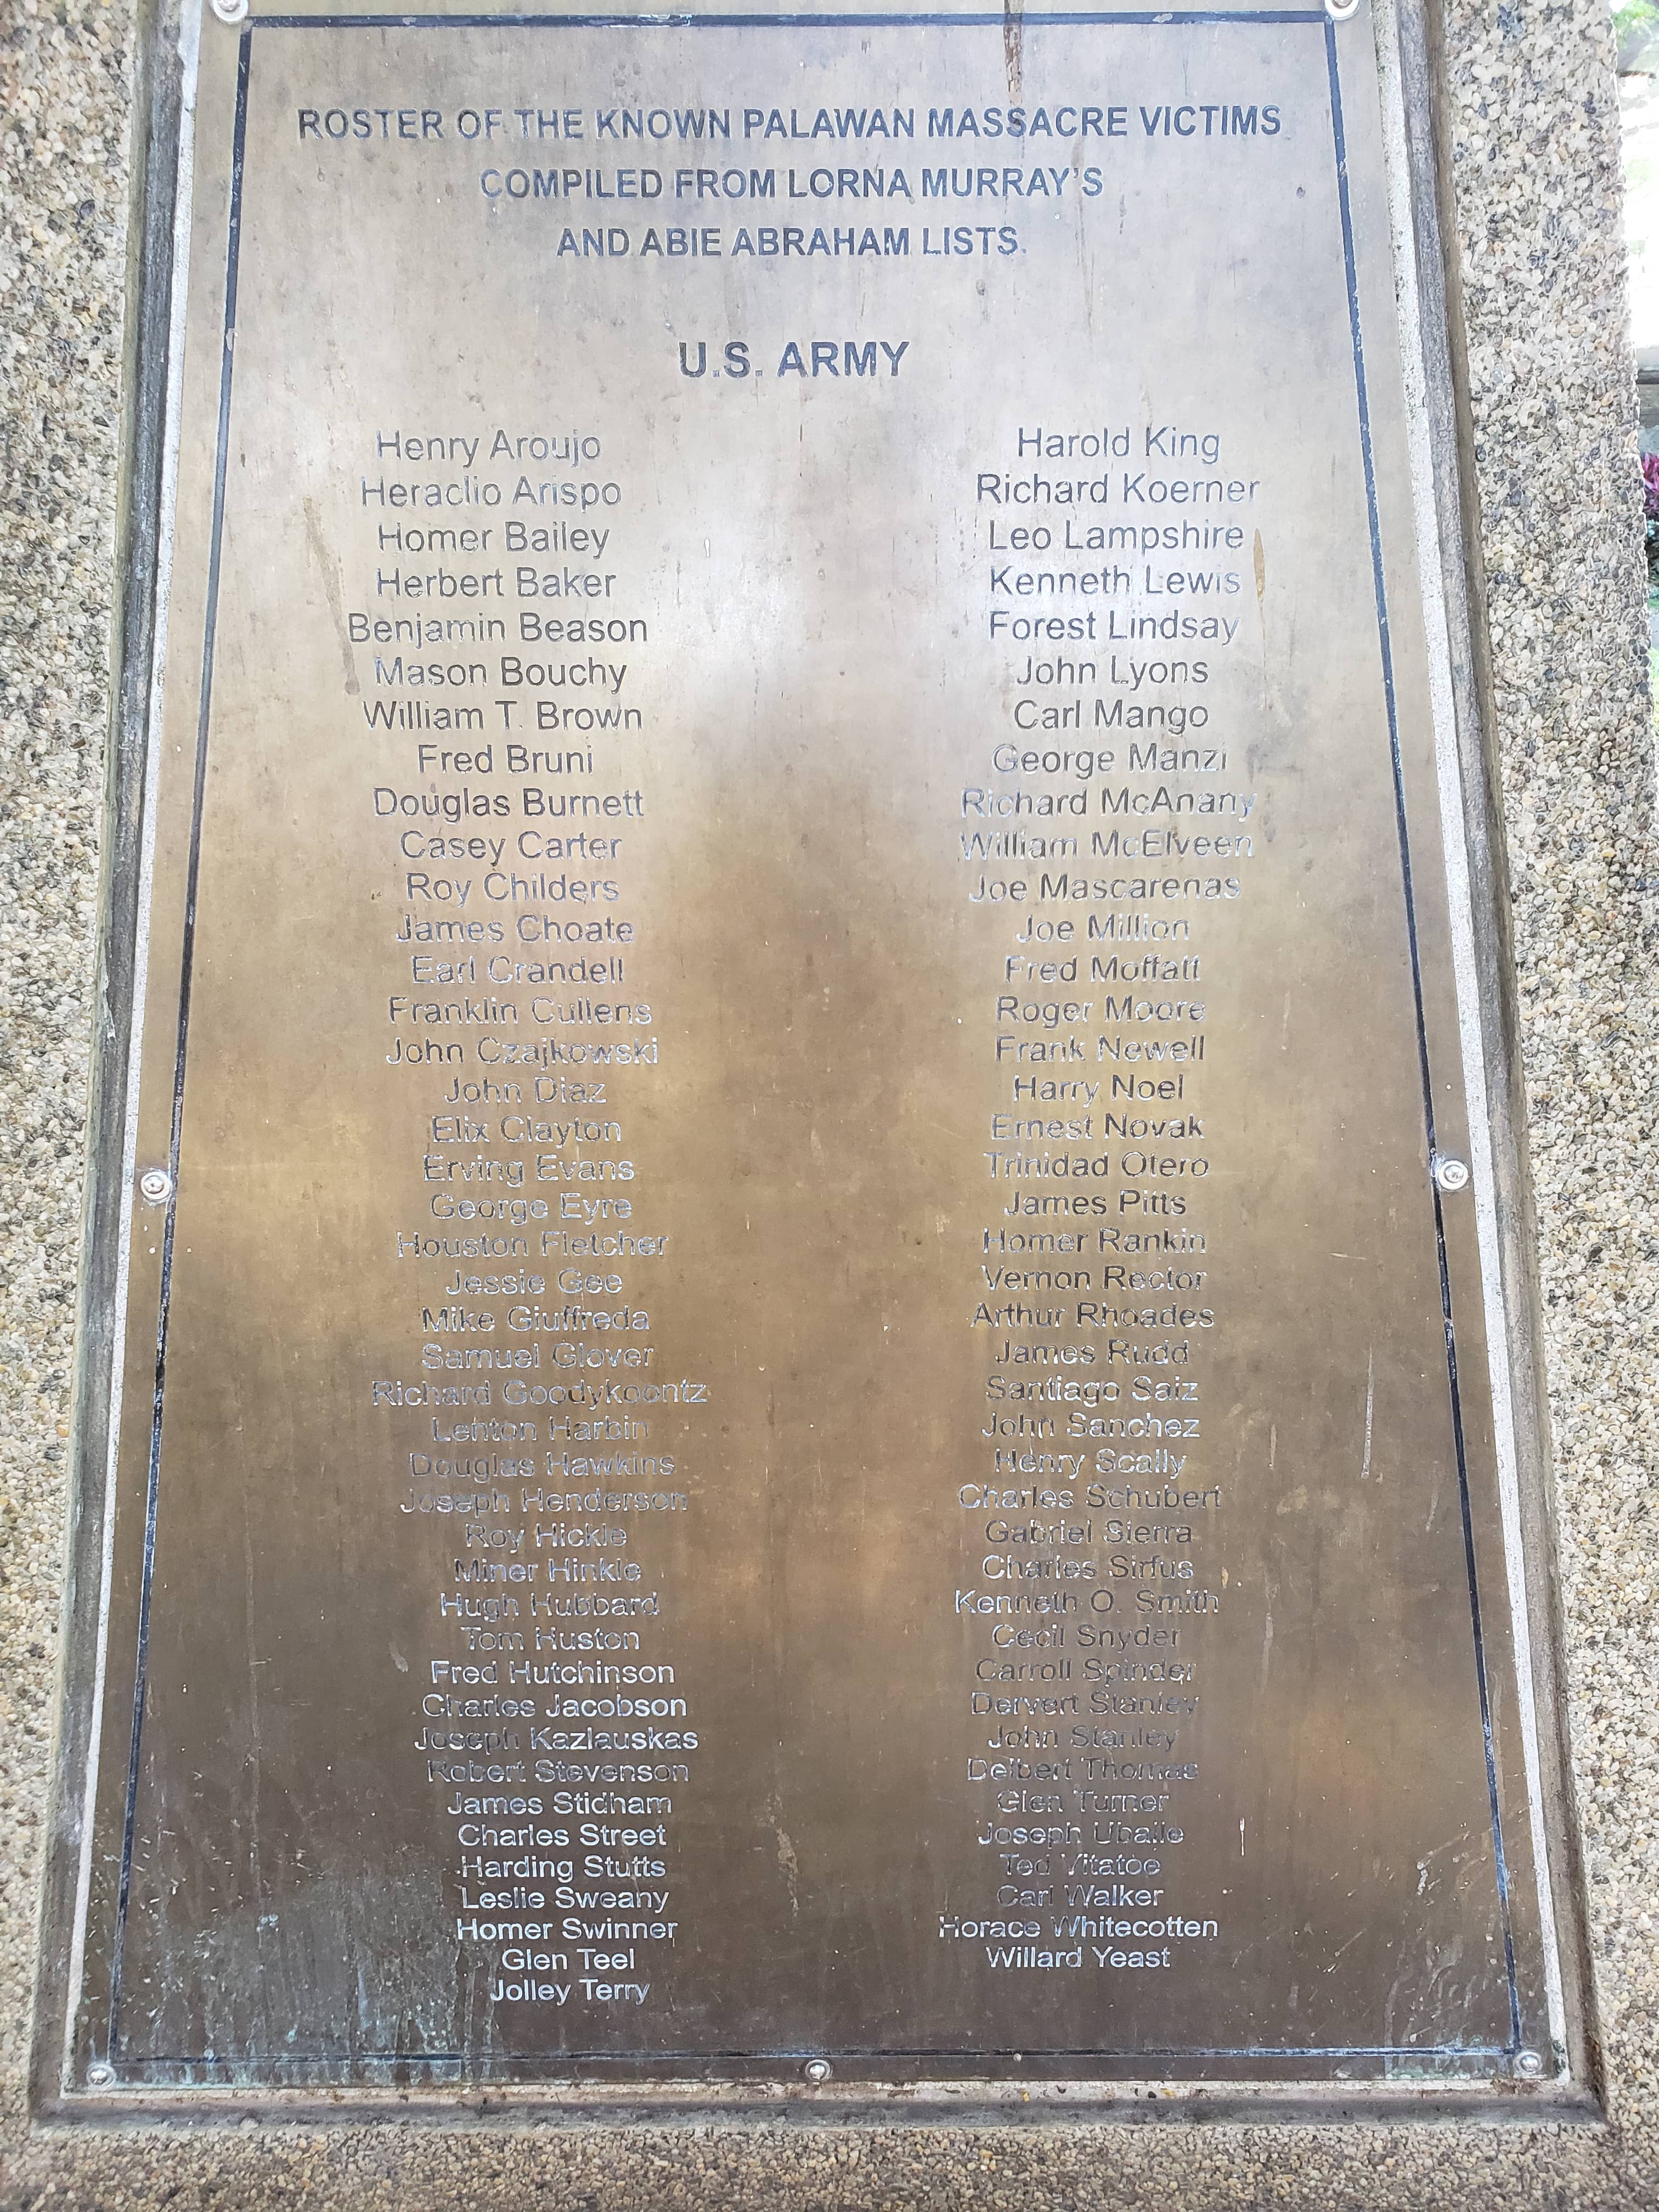 ROSTER OF THE KNOWN PALAWAN MASSACRE VICTIMS
COMPILED FROM LORNA MURRAY'S
AND ABIE ABRAHAM LISTS.
U.S. ARMY
Henry Aroujo
Heraclio Arispo
Homer Bailey
Herbert Baker
Benjamin Beason
Mason Bouchy
William T. Brown
Fred Bruni
Douglas Burnett
Casey Carter
Roy Childers
James Choate
Earl Crandell
Franklin Cullens
John Czajkowski
John Diaz
Elix Clayton
Erving Evans
George Eyre
Houston Fletcher
Jessie Gee
Mike Giuffreda
Samuel Glover
Richard Goodykoontz
Lenton Harbin
Douglas Hawkins
Joseph Henderson
Roy Hickle
Miner Hinkle
Hugh Hubbard
Tom Huston
Fred Hutchinson
Charles Jacobson
Joseph Kazlauskas
Robert Stevenson
James Stidham
Charles Street
Harding Stutts
Leslie Sweany
Homer Swinner
Glen Teel
Jolley Terry
Harold King
Richard Koerner
Leo Lampshire
Kenneth Lewis
Forest Lindsay
John Lyons
Carl Mango
George Manzi
Richard McAnany
William McElveen
Joe Mascarenas
Joe Million
Fred Moffatt
Roger Moore
Frank Newell
Harry Noel
Ernest Novak
Trinidad Otero
James Pitts
Homer Rankin
Vernon Rector
Arthur Rhoades
James Rudd
Santiago Saiz
John Sanchez
Henry Scally
Charles Schubert
Gabriel Sierra
Charles Sirfus
Kenneth O. Smith
Cecil Snyder
Carroll Spinder
Dervert Stanley
John Stanley
Delbert Thomas
Glen Turner
Joseph Uballe
Ted Vitatoe
Carl Walker
Horace Whitecotten
Willard Yeast